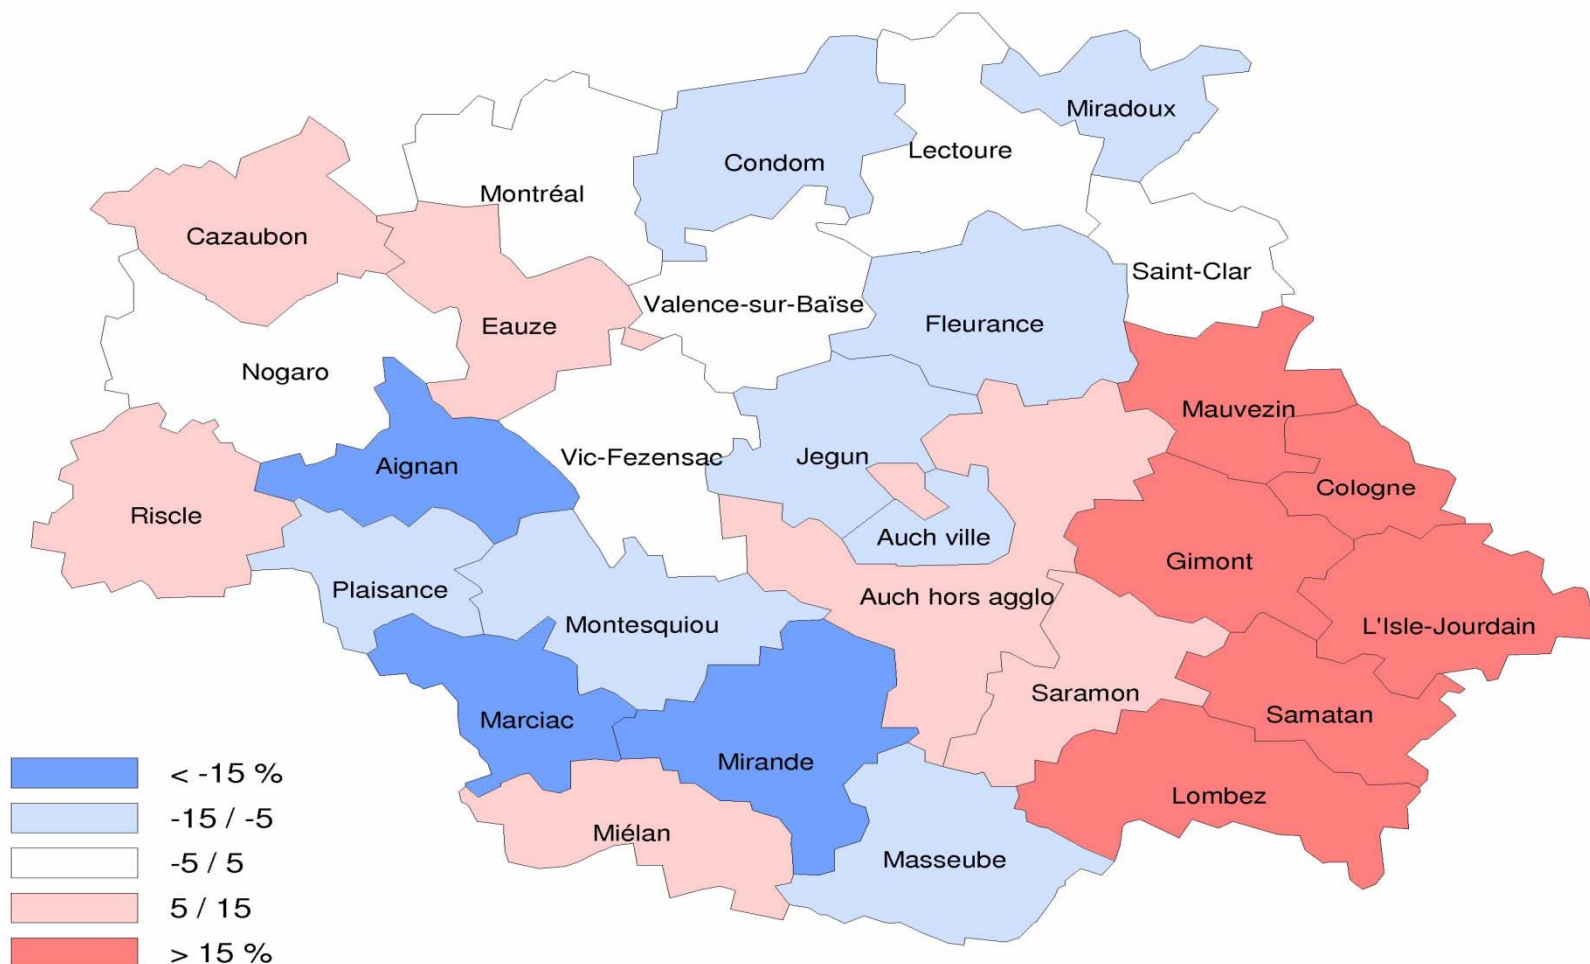 Miradoux
Lectoure
Condom
Montréal
Cazaubon
Saint-Clar
Valence-sur-Baïse
Eauze
Fleurance
Nogaro
Mauvezin
Vic-Fezensac
Jegun
Aignan
Cologne
Riscle
Auch ville
Gimont
Plaisance
Auch hors agglo
Montesquiou
L'Isle-Jourdain
Saramon
Marciac
Samatan
Mirande
Lombez
Miélan
Masseube
< -15 %
-15 / -5
-5 / 5
5 / 15
> 15 %